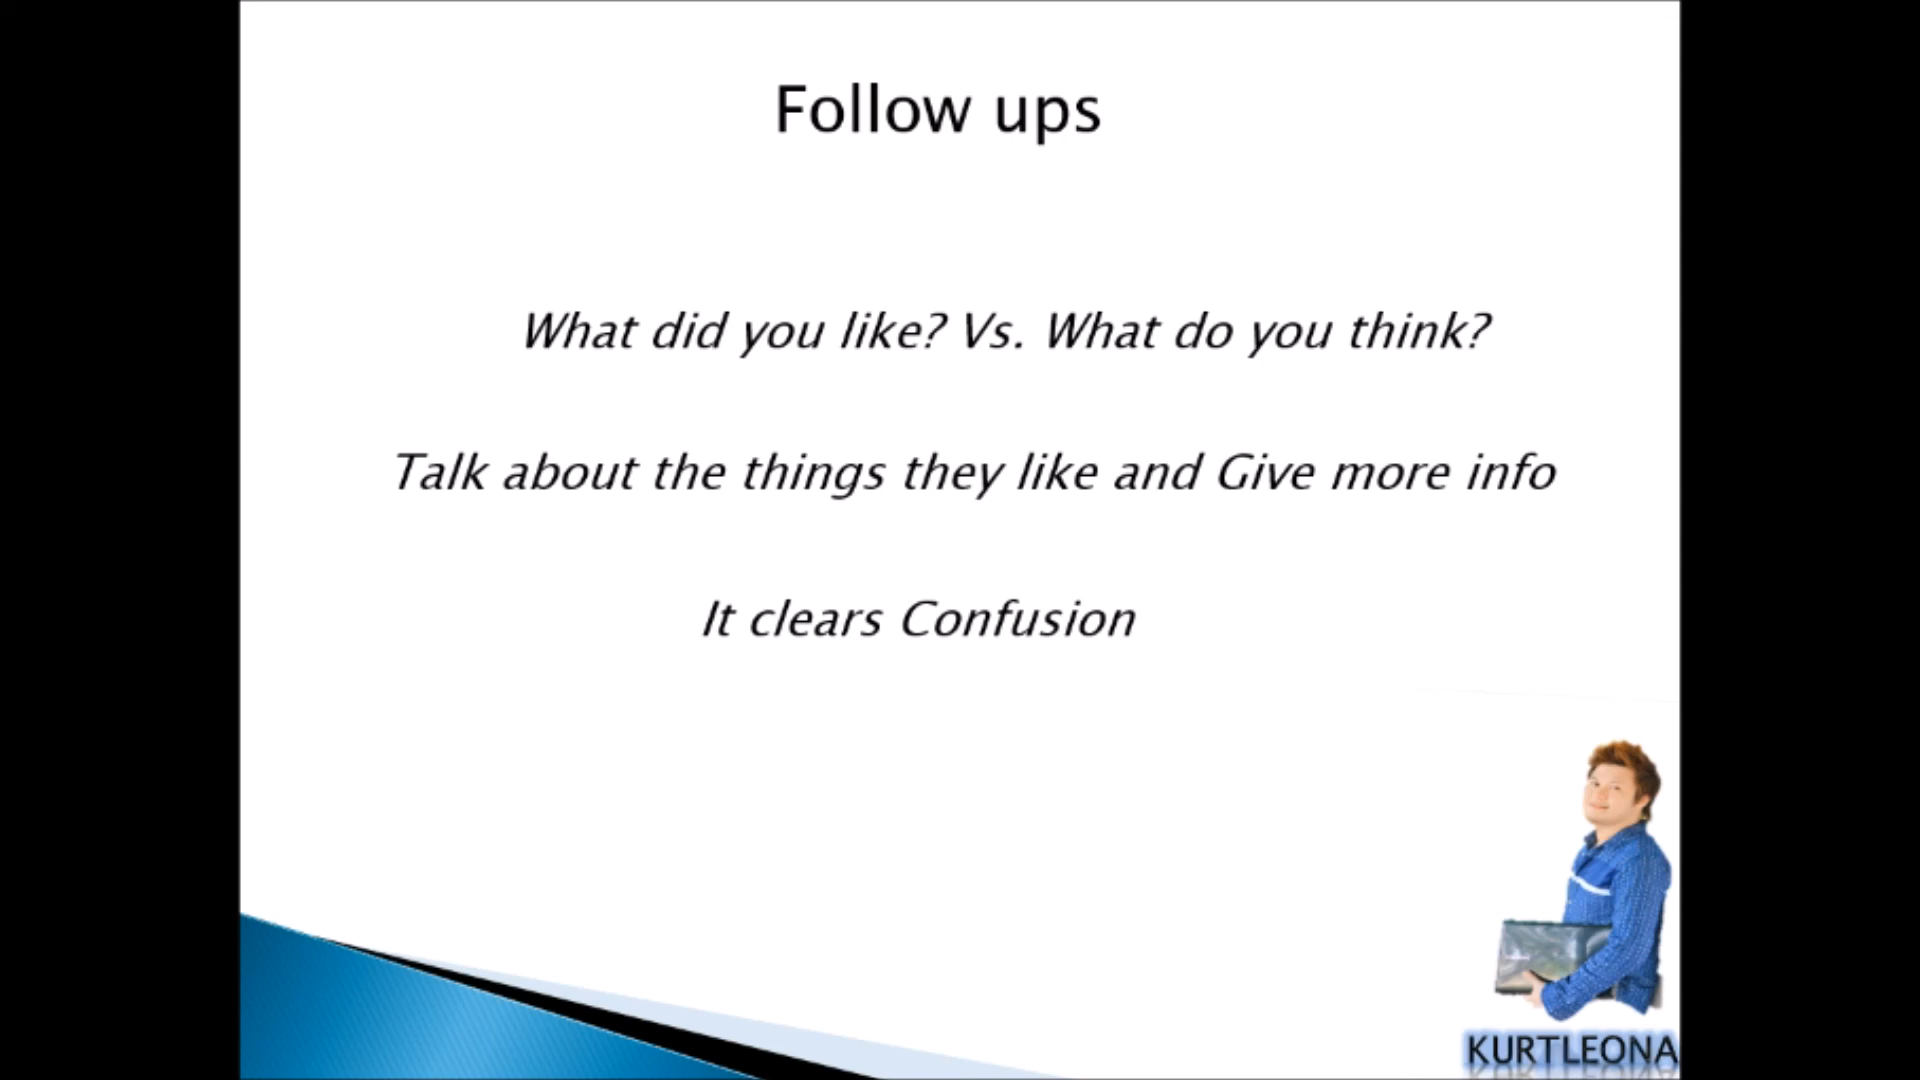 Follow ups
What did you like? Vs. What do you think?
Talk about the things they like and Give more info
It clears Confusion
KURTLEONA